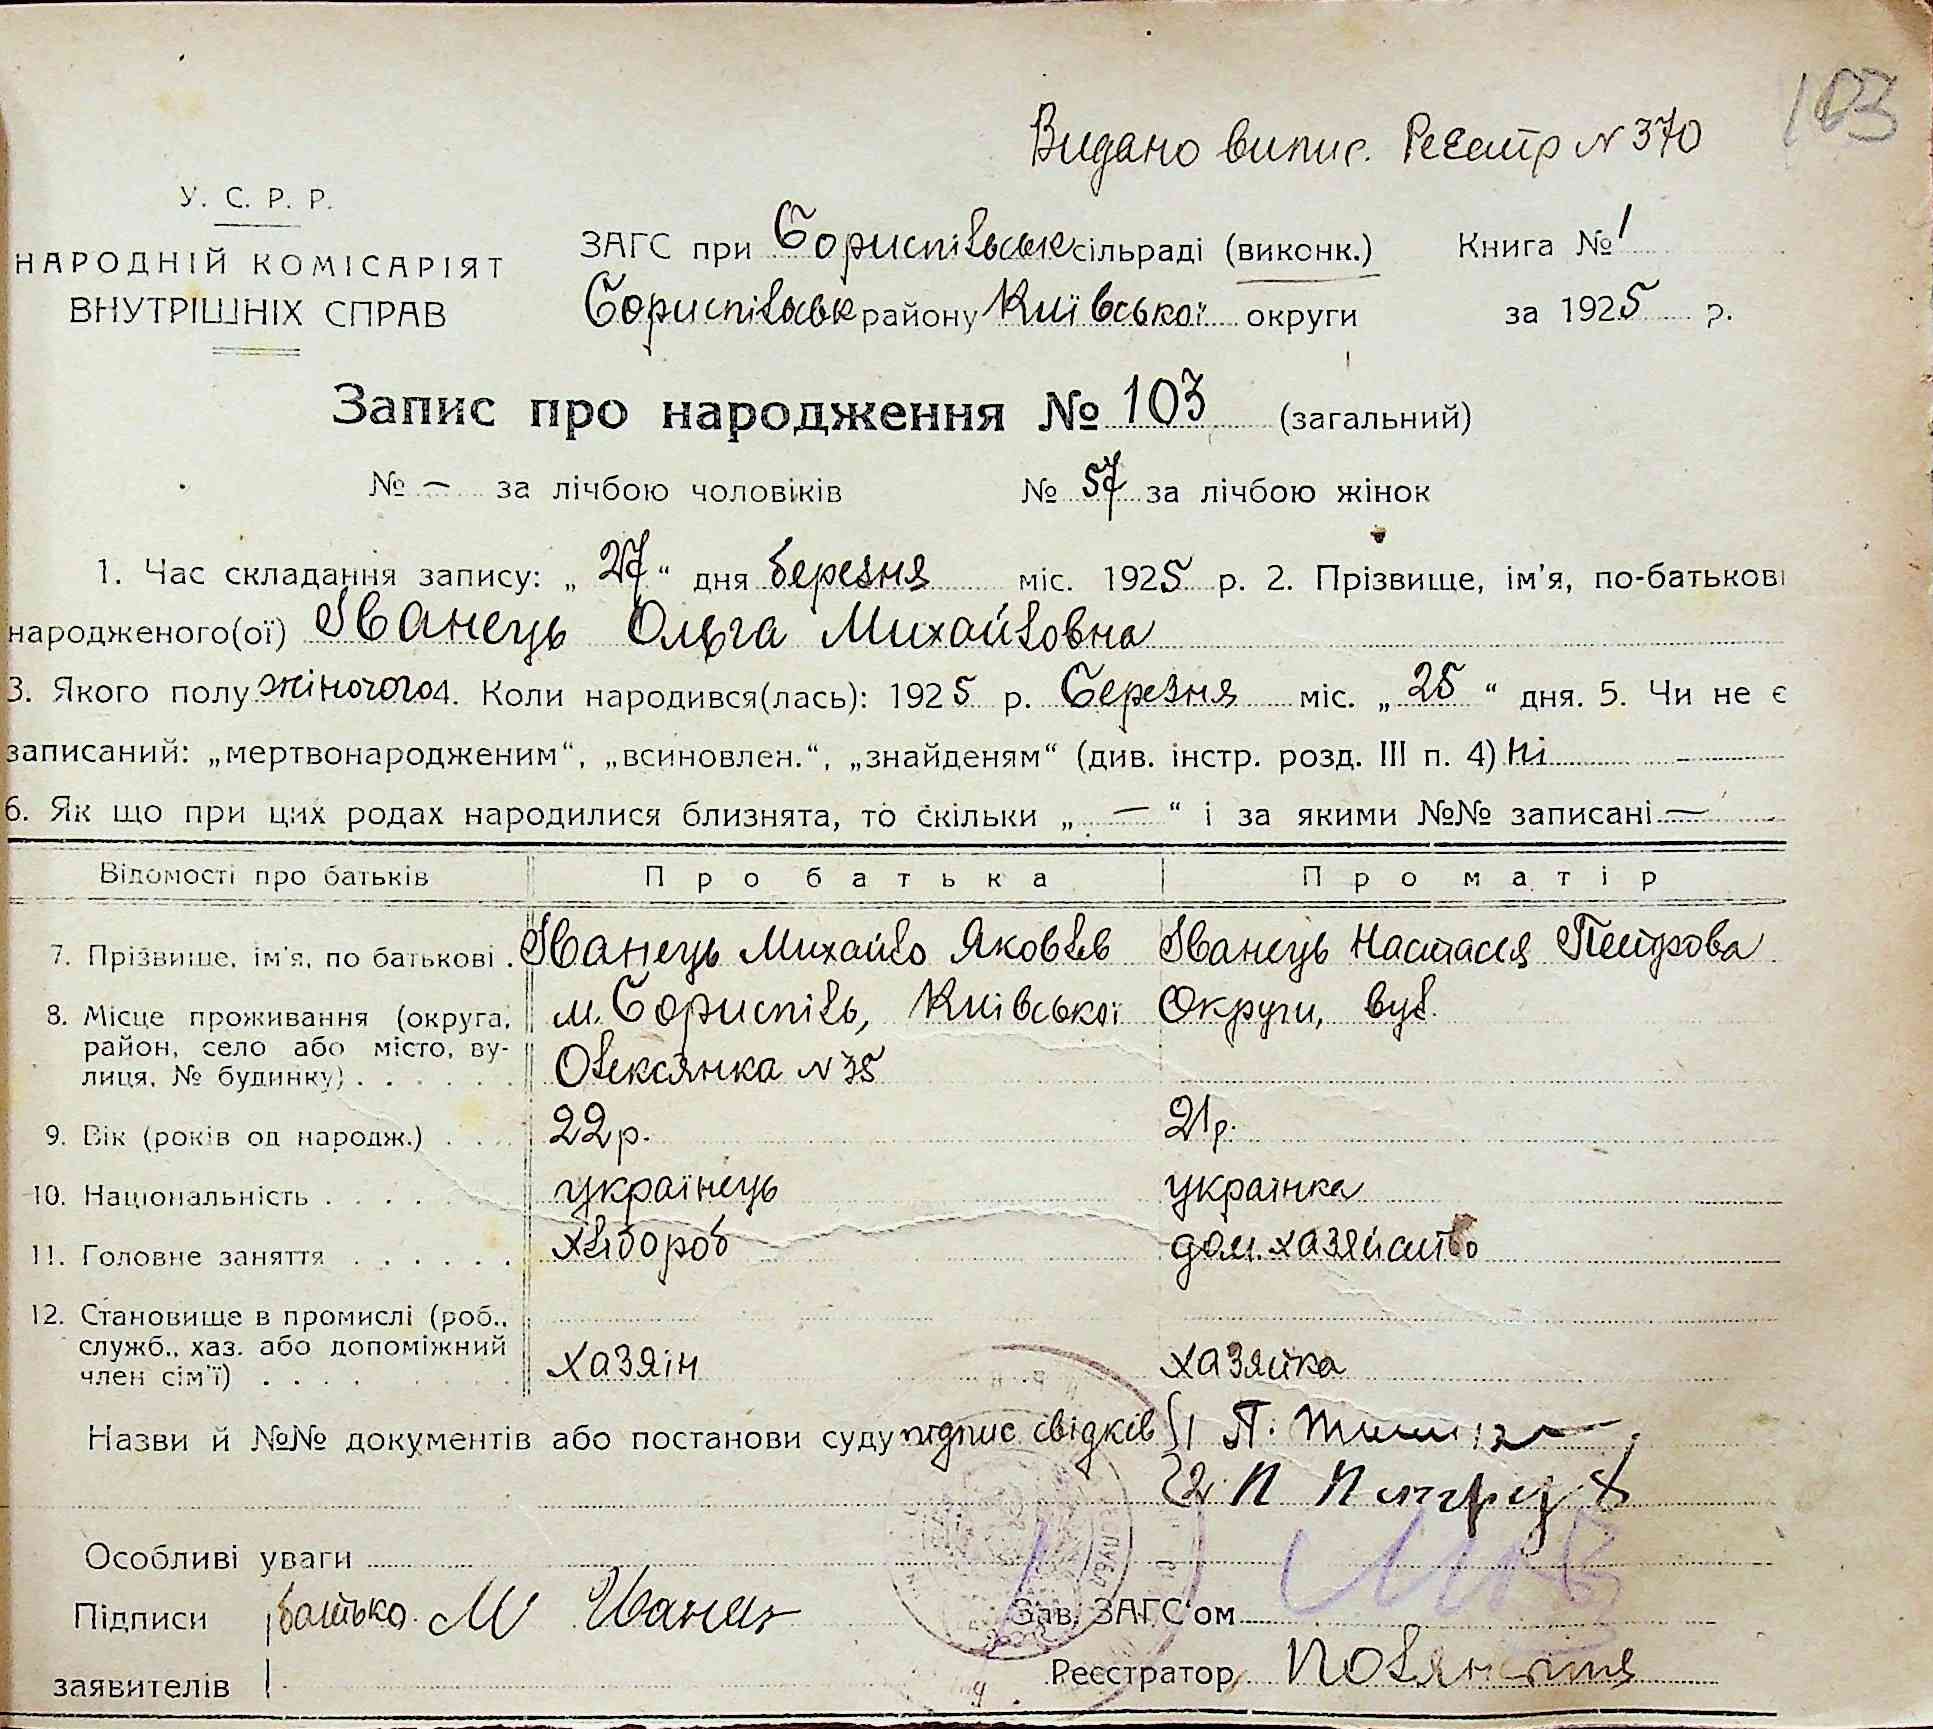 103
Видано випис. Реєстр № 370
У. С. Р. Р.
НАРОДНІЙ КОМІСАРІЯТ
ВНУТРІШНІХ СПРАВ
ЗАГС при Бориспільськ сільраді (виконк.) Книга № 1
Бориспільськ району Київської округи за 1925 р.
Запис про народження № 103 (загальний)
№ — за лічбою чоловіків № 57 за лічбою жінок
1. Час складання запису: „ 27 “ дня березня міс. 1925 р. 2. Прізвище, ім'я, по-батькові
народженого(ої) Іванець Ольга Михайловна
3. Якого полу жіночого 4. Коли народився(лась): 1925 р. Березня міс. „ 25 “ дня. 5. Чи не є
записаний: „мертвонародженим“, „всиновлен.“, „знайденям“ (див. інстр. розд. III п. 4) ні
6. Як що при цих родах народилися близнята, то скільки „ — “ і за якими №№ записані —
Відомості про батьків Про батька Про матір
7. Прізвище, ім'я, по батькові . Іванець Михайло Яковлев Іванець Настасія Петрова
8. Місце проживання (округа, м. Бориспіль, Київської Округи, вул.
район, село або місто, ву-
лиця, № будинку) . . . . . . Олексянка № 35
9. Вік (років од народж.) . . . . 22 р. 21 р.
10. Національність . . . . . українець українка
11. Головне заняття . . . . . . хлібороб дом. хазяйство
12. Становище в промислі (роб.,
служб., хаз. або допоміжний
член сім'ї) . . . . хазяін хазяйка
Назви й №№ документів або постанови суду підпис свідків 1 П.
2 П
Особливі уваги
Підписи батько М Іванец Зав. ЗАГС'ом
заявителів Реєстратор